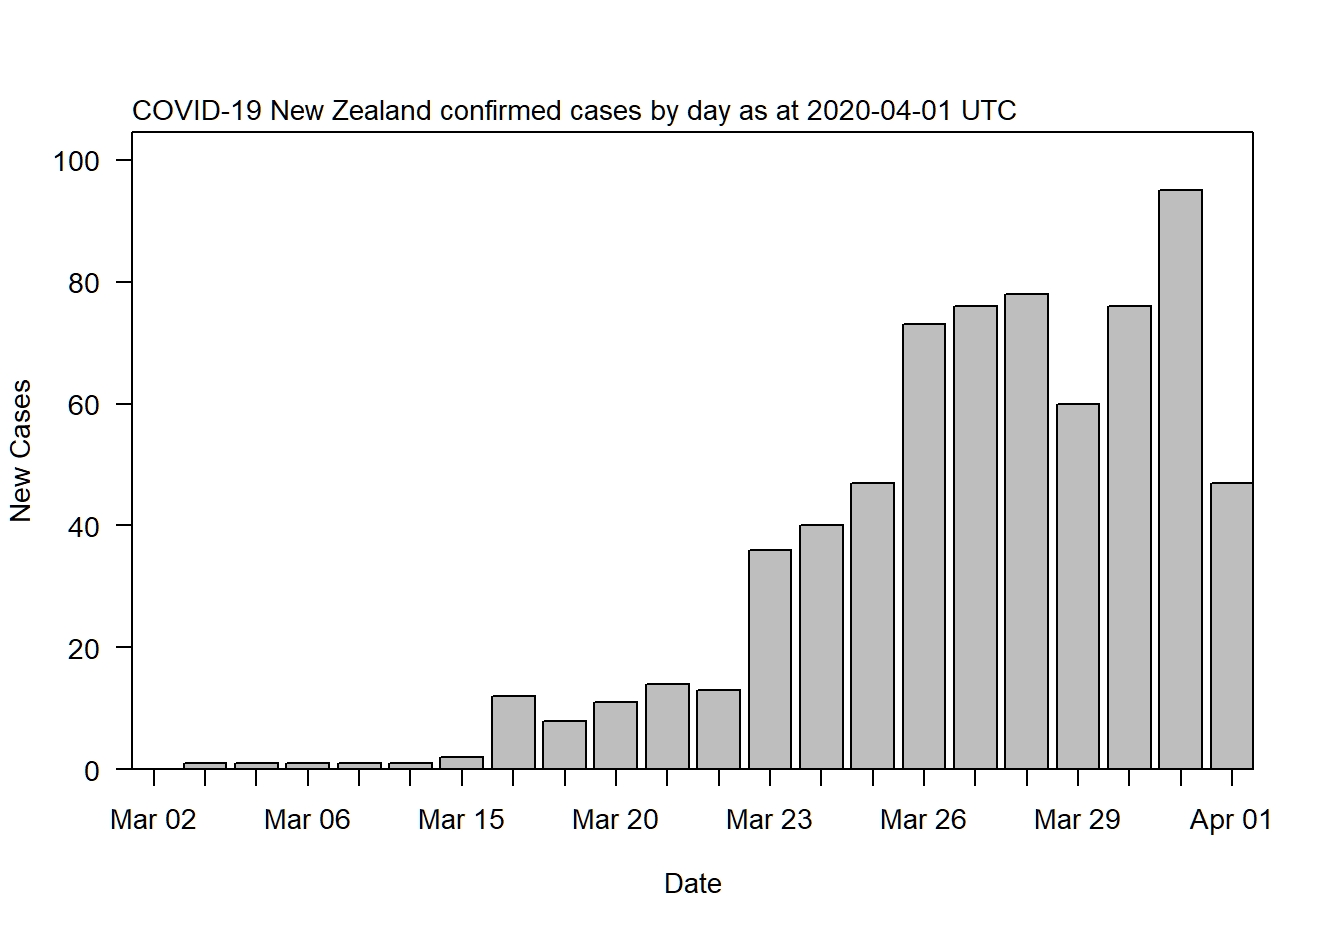 COVID-19 New Zealand confirmed cases by day as at 2020-04-01 UTC
100
80
60
40
20
0
New Cases
Mar 02 Mar 06 Mar 15 Mar 20 Mar 23 Mar 26 Mar 29 Apr 01
Date